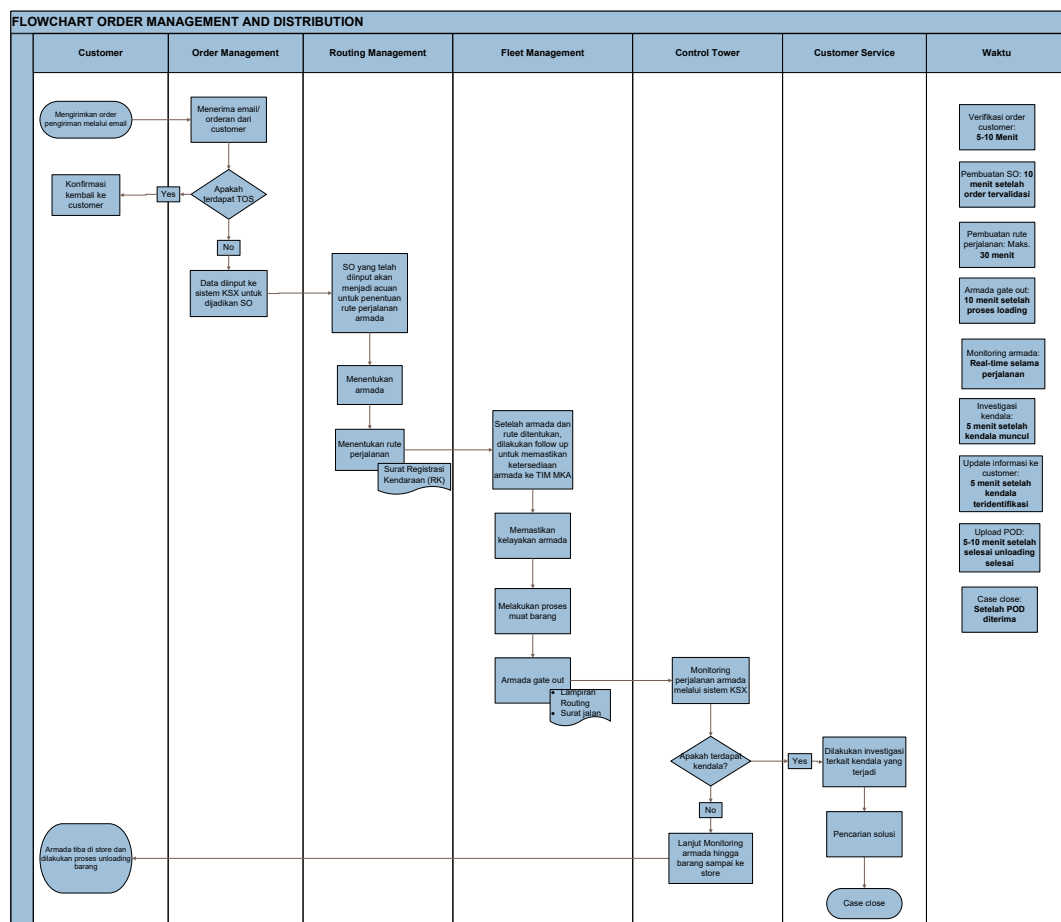 FLOWCHART ORDER MANAGEMENT AND DISTRIBUTION
Customer
Order Management
Routing Management
Fleet Management
Control Tower
Customer Service
Waktu
Mengirimkan order
pengiriman melalui email
Menerima email/
orderan dari
customer
Apakah
terdapat TOS
Yes
Konfirmasi
kembali ke
customer
No
Data diinput ke
sistem KSX untuk
dijadikan SO
SO yang telah
diinput akan
menjadi acuan
untuk penentuan
rute perjalanan
armada
Menentukan
armada
Menentukan rute
perjalanan
Surat Registrasi
Kendaraan (RK)
Setelah armada dan
rute ditentukan,
dilakukan follow up
untuk memastikan
ketersediaan
armada ke TIM MKA
Memastikan
kelayakan armada
Melakukan proses
muat barang
Armada gate out
• Lampiran
Routing
• Surat jalan
Monitoring
perjalanan armada
melalui sistem KSX
Apakah terdapat
kendala?
Yes
No
Lanjut Monitoring
armada hingga
barang sampai ke
store
Armada tiba di store dan
dilakukan proses unloading
barang
Dilakukan investigasi
terkait kendala yang
terjadi
Pencarian solusi
Case close
Verifikasi order
customer:
5-10 Menit
Pembuatan SO: 10
menit setelah
order tervalidasi
Pembuatan rute
perjalanan: Maks.
30 menit
Armada gate out:
10 menit setelah
proses loading
Monitoring armada:
Real-time selama
perjalanan
Investigasi
kendala:
5 menit setelah
kendala muncul
Update informasi ke
customer:
5 menit setelah
kendala
teridentifikasi
Upload POD:
5-10 menit setelah
selesai unloading
selesai
Case close:
Setelah POD
diterima